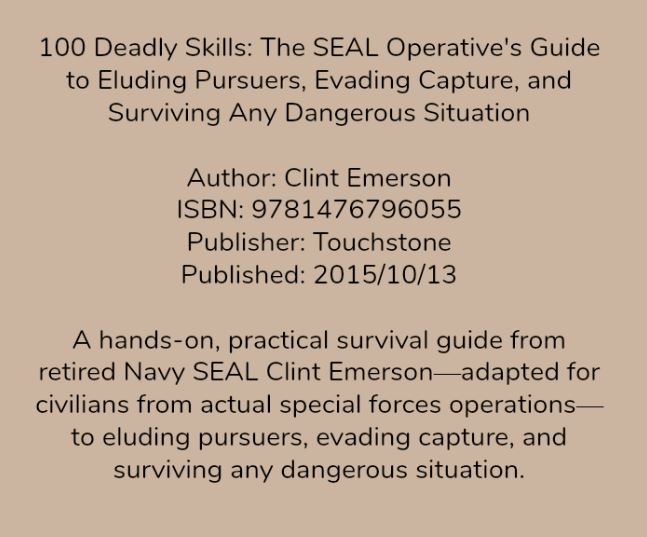 100 Deadly Skills: The SEAL Operative's Guide
to Eluding Pursuers, Evading Capture, and
Surviving Any Dangerous Situation
Author: Clint Emerson
ISBN: 9781476796055
Publisher: Touchstone
Published: 2015/10/13
A hands-on, practical survival guide from
retired Navy SEAL Clint Emerson—adapted for
civilians from actual special forces operations—
to eluding pursuers, evading capture, and
surviving any dangerous situation.